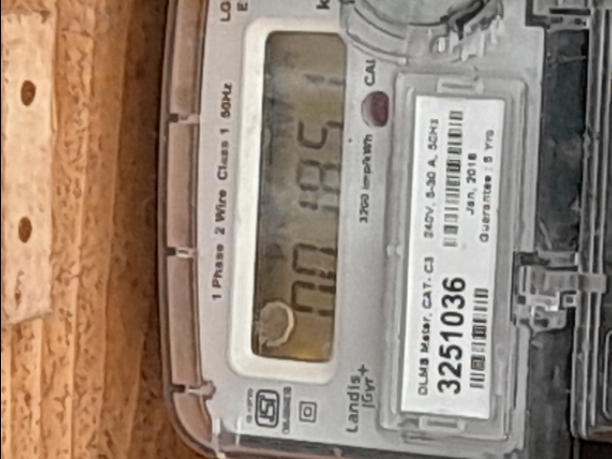 1 Phase 2 Wire Class 1 50Hz
CAL
3200 imp/kWh
Landis
Gyr+
DLMS Meter, CAT. C3 240V, 5-30 A, 50Hz
3251036
Jan, 2018
Guarantee : 5 Yrs